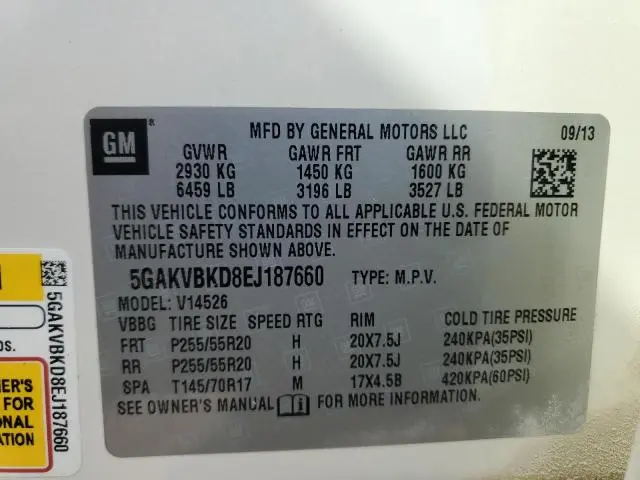 GM
®
MFD BY GENERAL MOTORS LLC 09/13
GVWR GAWR FRT GAWR RR
2930 KG 1450 KG 1600 KG
6459 LB 3196 LB 3527 LB
THIS VEHICLE CONFORMS TO ALL APPLICABLE U.S. FEDERAL MOTOR
VEHICLE SAFETY STANDARDS IN EFFECT ON THE DATE OF
MANUFACTURE SHOWN ABOVE.
5GAKVBKD8EJ187660 TYPE: M.P.V.
MODEL: V14526
VBBG TIRE SIZE SPEED RTG RIM COLD TIRE PRESSURE
FRT P255/55R20 H 20X7.5J 240KPA(35PSI)
RR P255/55R20 H 20X7.5J 240KPA(35PSI)
SPA T145/70R17 M 17X4.5B 420KPA(60PSI)
SEE OWNER'S MANUAL i FOR MORE INFORMATION.
5GAKVBKD8EJ187660
FOR